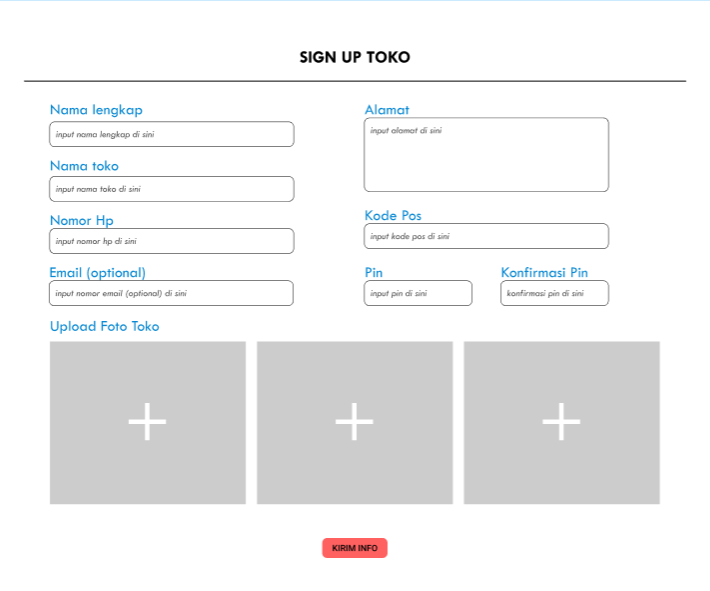 SIGN UP TOKO
Nama lengkap
input nama lengkap di sini
Nama toko
input nama toko di sini
Nomor Hp
input nomor hp di sini
Email (optional)
input nomor email (optional) di sini
Alamat
input alamat di sini
Kode Pos
input kode pos di sini
Pin
input pin di sini
Konfirmasi Pin
konfirmasi pin di sini
Upload Foto Toko
KIRIM INFO